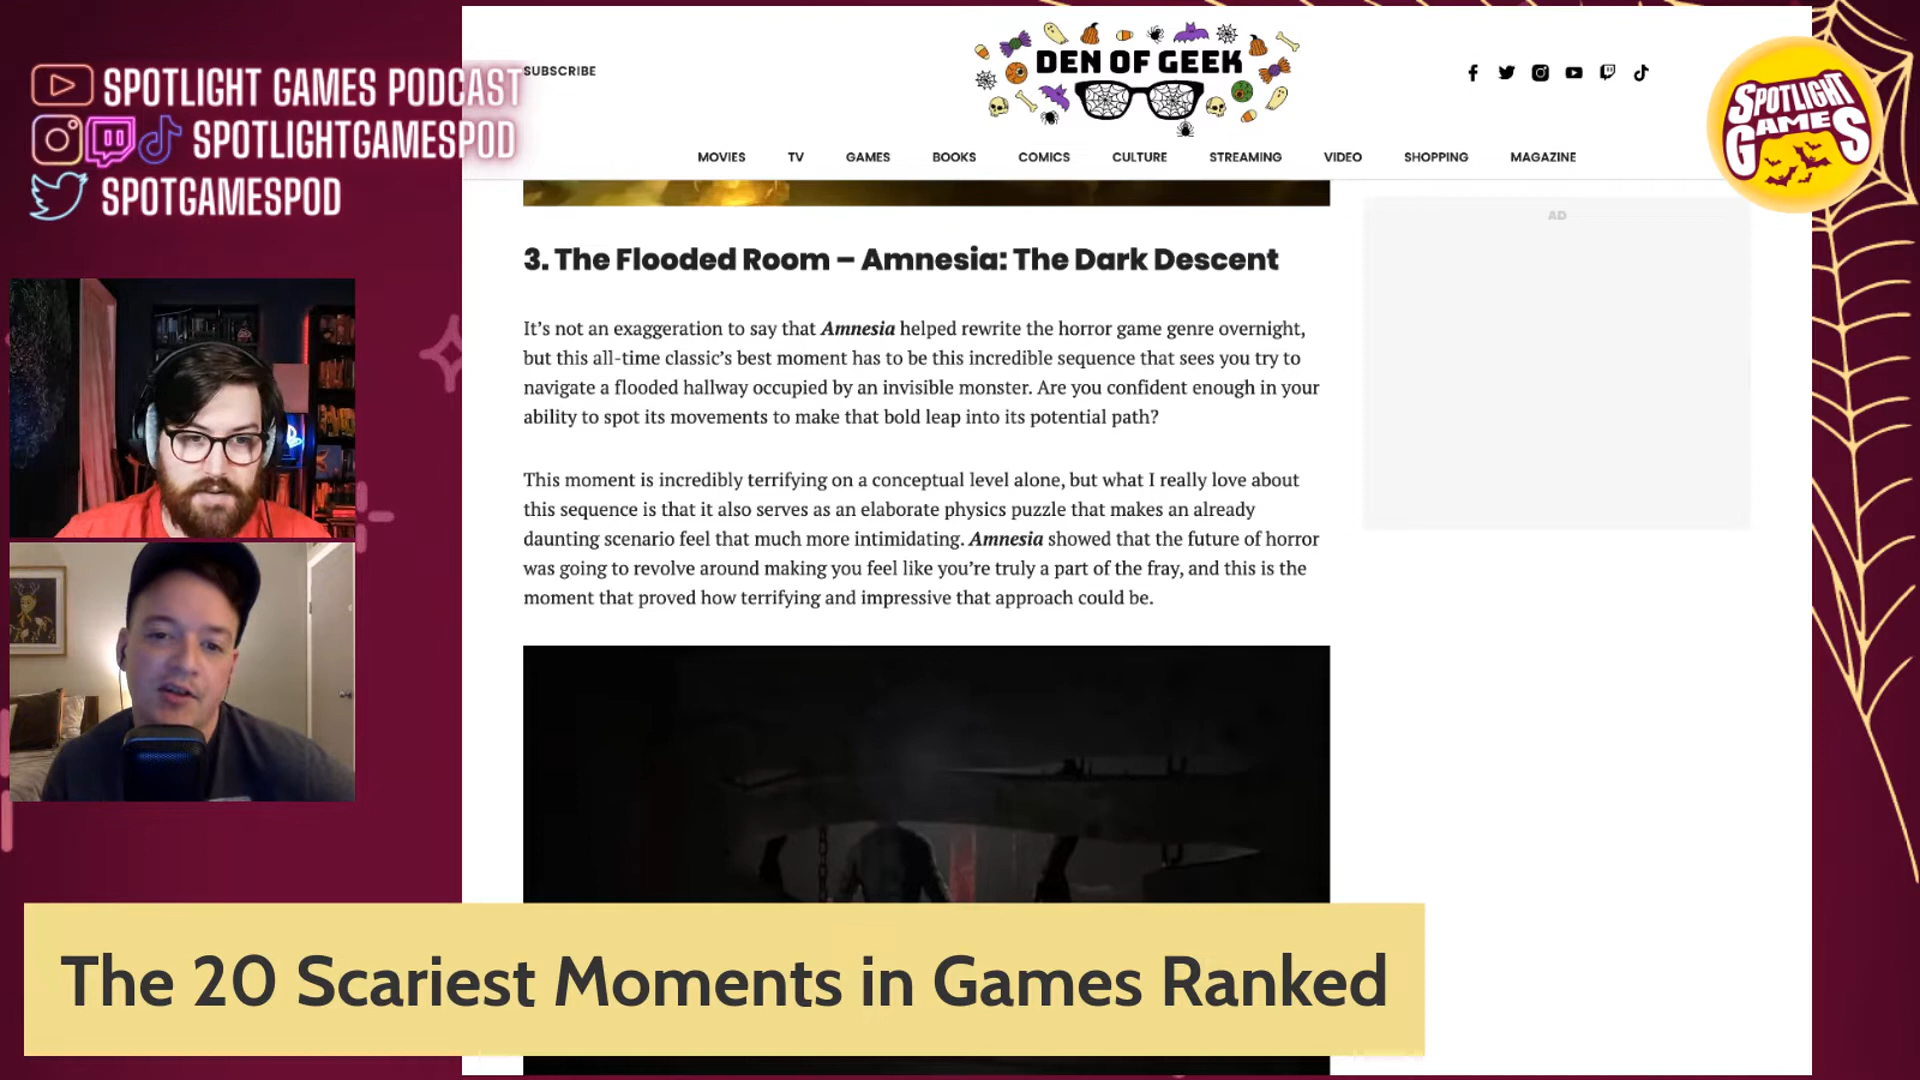 SPOTLIGHT GAMES PODCAST
SPOTLIGHTGAMESPOD
SPOTGAMESPOD
SUBSCRIBE
DEN OF GEEK
MOVIES TV GAMES BOOKS COMICS CULTURE STREAMING VIDEO SHOPPING MAGAZINE
SPOTLIGHT
GAMES
AD
3. The Flooded Room – Amnesia: The Dark Descent
It's not an exaggeration to say that Amnesia helped rewrite the horror game genre overnight,
but this all-time classic's best moment has to be this incredible sequence that sees you try to
navigate a flooded hallway occupied by an invisible monster. Are you confident enough in your
ability to spot its movements to make that bold leap into its potential path?
This moment is incredibly terrifying on a conceptual level alone, but what I really love about
this sequence is that it also serves as an elaborate physics puzzle that makes an already
daunting scenario feel that much more intimidating. Amnesia showed that the future of horror
was going to revolve around making you feel like you're truly a part of the fray, and this is the
moment that proved how terrifying and impressive that approach could be.
The 20 Scariest Moments in Games Ranked